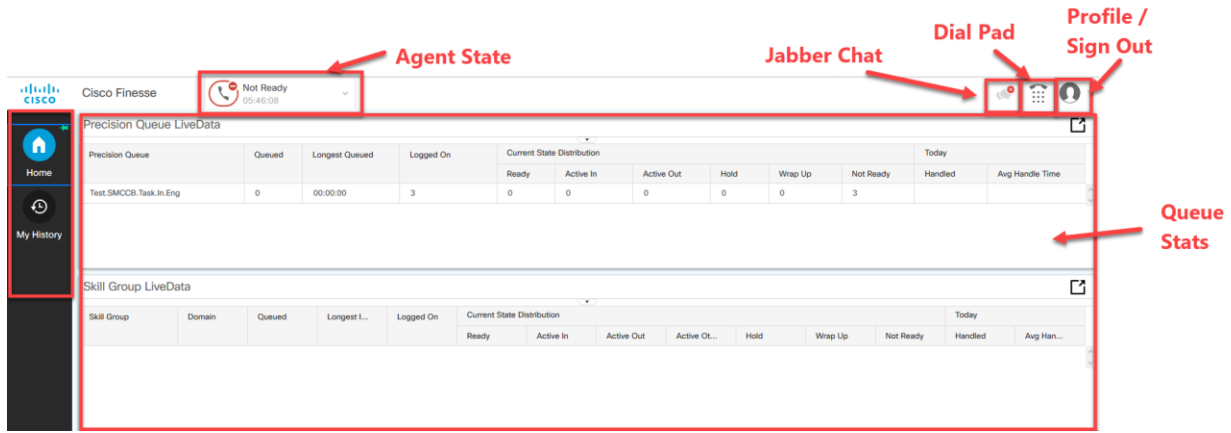 Profile /
Sign Out
Dial Pad
Jabber Chat
Agent State
CISCO
Cisco Finesse
Not Ready
05:46:08
Home
My History
Precision Queue LiveData
Precision Queue Queued Longest Queued Logged On Current State Distribution Today
Ready Active In Active Out Hold Wrap Up Not Ready Handled Avg Handle Time
Test.SMCCB.Task.In.Eng 0 00:00:00 3 0 0 0 0 0 3
Queue
Stats
Skill Group LiveData
Skill Group Domain Queued Longest I... Logged On Current State Distribution Today
Ready Active In Active Out Active Ot... Hold Wrap Up Not Ready Handled Avg Han...